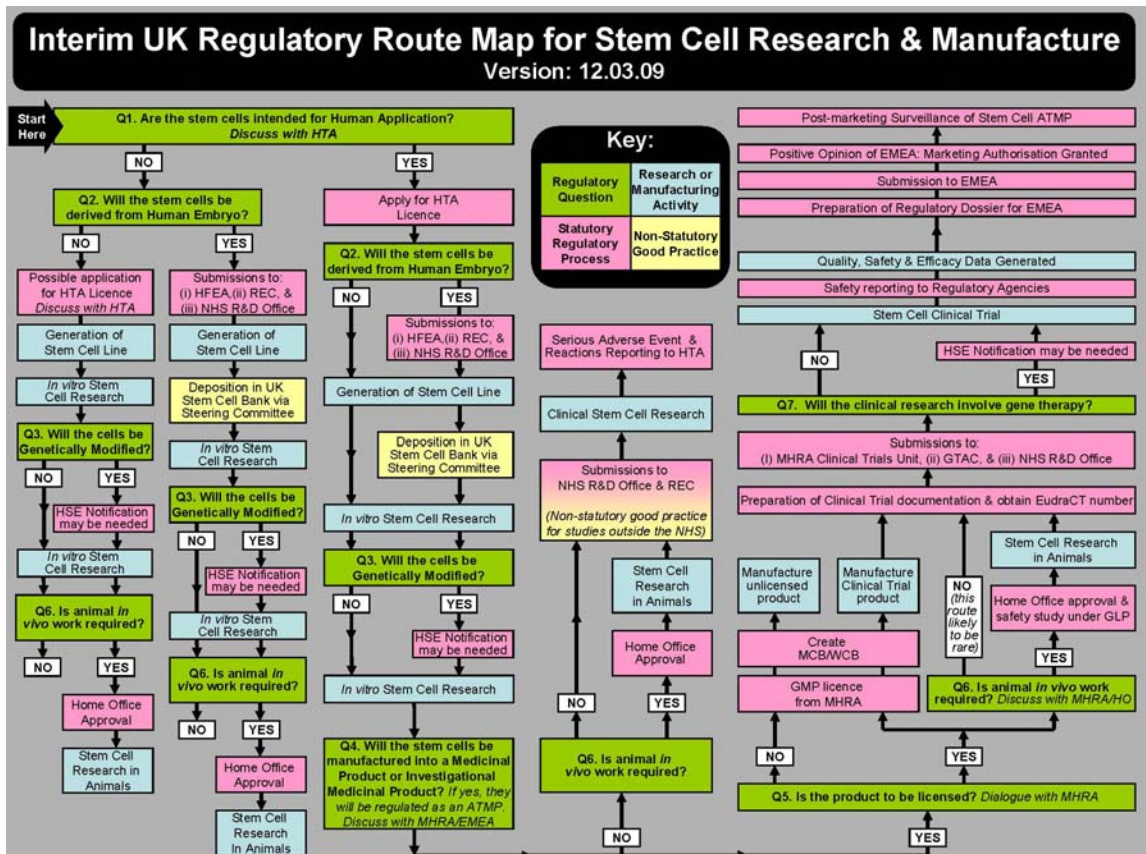 Interim UK Regulatory Route Map for Stem Cell Research & Manufacture
Version: 12.03.09
Start
Here
Q1. Are the stem cells intended for Human Application?
Discuss with HTA
NO
YES
Q2. Will the stem cells be
derived from Human Embryo?
NO
YES
Possible application
for HTA Licence
Discuss with HTA
Generation of
Stem Cell Line
In vitro Stem
Cell Research
Q3. Will the cells be
Genetically Modified?
NO
YES
HSE Notification
may be needed
In vitro Stem
Cell Research
Q6. Is animal in
vivo work required?
NO
YES
Home Office
Approval
Stem Cell
Research in
Animals
Submissions to:
(i) HFEA,(ii) REC, &
(iii) NHS R&D Office
Generation of
Stem Cell Line
Deposition in UK
Stem Cell Bank via
Steering Committee
In vitro Stem
Cell Research
Q3. Will the cells be
Genetically Modified?
NO
YES
HSE Notification
may be needed
In vitro Stem
Cell Research
Q6. Is animal in
vivo work required?
NO
YES
Home Office
Approval
Stem Cell
Research
In Animals
Apply for HTA
Licence
Q2. Will the stem cells be
derived from Human Embryo?
NO
YES
Submissions to:
(i) HFEA,(ii) REC, &
(iii) NHS R&D Office
Generation of Stem Cell Line
Deposition in UK
Stem Cell Bank via
Steering Committee
In vitro Stem Cell Research
Q3. Will the cells be
Genetically Modified?
NO
YES
HSE Notification
may be needed
In vitro Stem Cell Research
Q4. Will the stem cells be
manufactured into a Medicinal
Product or Investigational
Medicinal Product? If yes, they
will be regulated as an ATMP.
Discuss with MHRA/EMEA
Key:
Regulatory
Question
Research or
Manufacturing
Activity
Statutory
Regulatory
Process
Non-Statutory
Good Practice
Serious Adverse Event &
Reactions Reporting to HTA
Clinical Stem Cell Research
Submissions to
NHS R&D Office & REC
(Non-statutory good practice
for studies outside the NHS)
Stem Cell
Research
in Animals
Home Office
Approval
NO
YES
Q6. Is animal in
vivo work required?
NO
Post-marketing Surveillance of Stem Cell ATMP
Positive Opinion of EMEA: Marketing Authorisation Granted
Submission to EMEA
Preparation of Regulatory Dossier for EMEA
Quality, Safety & Efficacy Data Generated
Safety reporting to Regulatory Agencies
Stem Cell Clinical Trial
NO
HSE Notification may be needed
YES
Q7. Will the clinical research involve gene therapy?
Submissions to:
(I) MHRA Clinical Trials Unit, (ii) GTAC, & (iii) NHS R&D Office
Preparation of Clinical Trial documentation & obtain EudraCT number
Manufacture
unlicensed
product
Manufacture
Clinical Trial
product
NO
(this
route
likely to
be rare)
Stem Cell Research
in Animals
Home Office approval &
safety study under GLP
Create
MCB/WCB
YES
GMP licence
from MHRA
Q6. Is animal in vivo work
required? Discuss with MHRA/HO
NO
YES
Q5. Is the product to be licensed? Dialogue with MHRA
YES